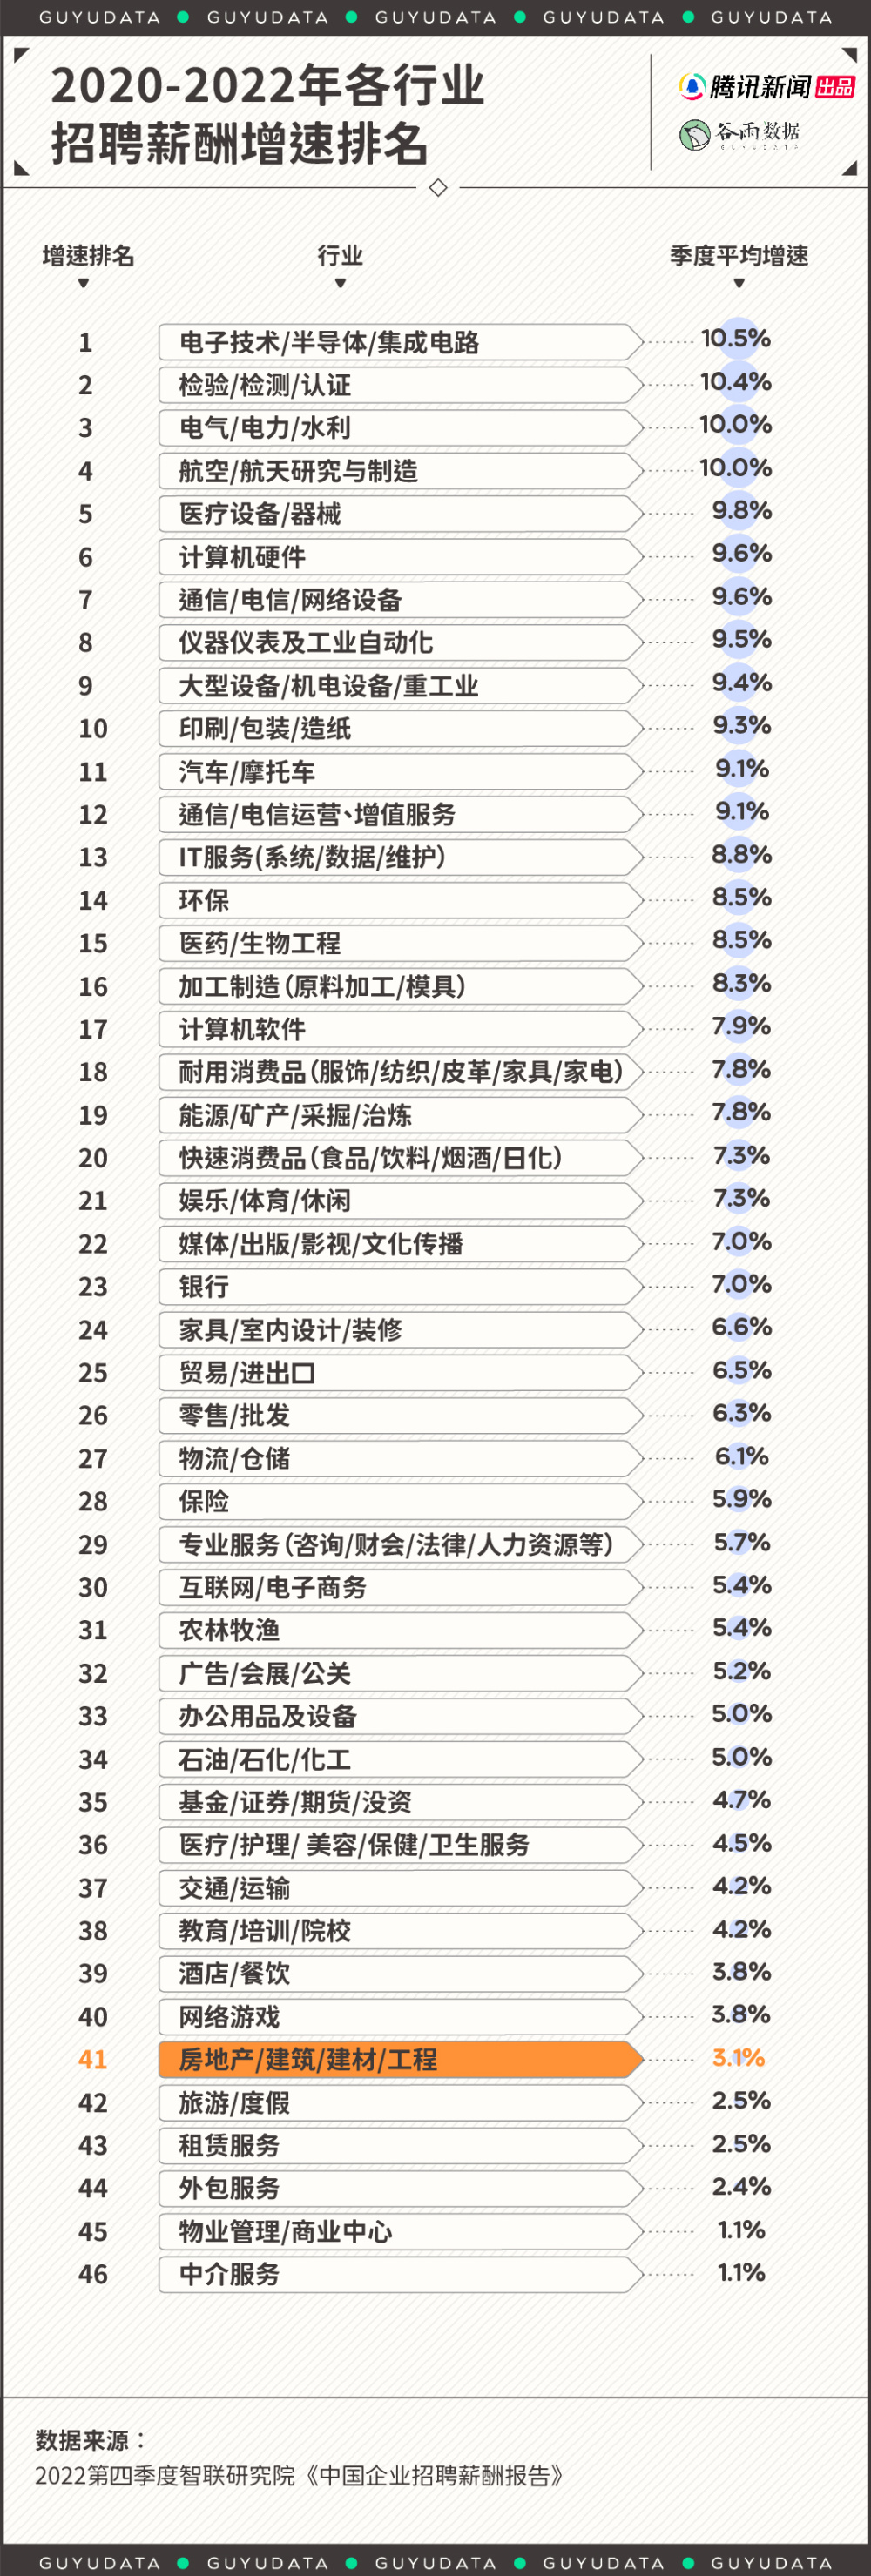 GUYUDATA ● GUYUDATA ● GUYUDATA ● GUYUDATA ● GUYUDATA
2020-2022年各行业
招聘薪酬增速排名
腾讯新闻 出品
谷雨数据
GUYUDATA
增速排名 行业 季度平均增速
1 电子技术/半导体/集成电路 10.5%
2 检验/检测/认证 10.4%
3 电气/电力/水利 10.0%
4 航空/航天研究与制造 10.0%
5 医疗设备/器械 9.8%
6 计算机硬件 9.6%
7 通信/电信/网络设备 9.6%
8 仪器仪表及工业自动化 9.5%
9 大型设备/机电设备/重工业 9.4%
10 印刷/包装/造纸 9.3%
11 汽车/摩托车 9.1%
12 通信/电信运营、增值服务 9.1%
13 IT服务(系统/数据/维护) 8.8%
14 环保 8.5%
15 医药/生物工程 8.5%
16 加工制造(原料加工/模具) 8.3%
17 计算机软件 7.9%
18 耐用消费品(服饰/纺织/皮革/家具/家电) 7.8%
19 能源/矿产/采掘/治炼 7.8%
20 快速消费品(食品/饮料/烟酒/日化) 7.3%
21 娱乐/体育/休闲 7.3%
22 媒体/出版/影视/文化传播 7.0%
23 银行 7.0%
24 家具/室内设计/装修 6.6%
25 贸易/进出口 6.5%
26 零售/批发 6.3%
27 物流/仓储 6.1%
28 保险 5.9%
29 专业服务(咨询/财会/法律/人力资源等) 5.7%
30 互联网/电子商务 5.4%
31 农林牧渔 5.4%
32 广告/会展/公关 5.2%
33 办公用品及设备 5.0%
34 石油/石化/化工 5.0%
35 基金/证券/期货/没资 4.7%
36 医疗/护理/ 美容/保健/卫生服务 4.5%
37 交通/运输 4.2%
38 教育/培训/院校 4.2%
39 酒店/餐饮 3.8%
40 网络游戏 3.8%
41 房地产/建筑/建材/工程 3.1%
42 旅游/度假 2.5%
43 租赁服务 2.5%
44 外包服务 2.4%
45 物业管理/商业中心 1.1%
46 中介服务 1.1%
数据来源：
2022第四季度智联研究院《中国企业招聘薪酬报告》
GUYUDATA ● GUYUDATA ● GUYUDATA ● GUYUDATA ● GUYUDATA